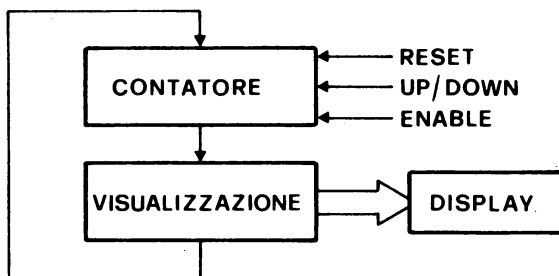 CONTATORE
RESET
UP/DOWN
ENABLE
VISUALIZZAZIONE
DISPLAY